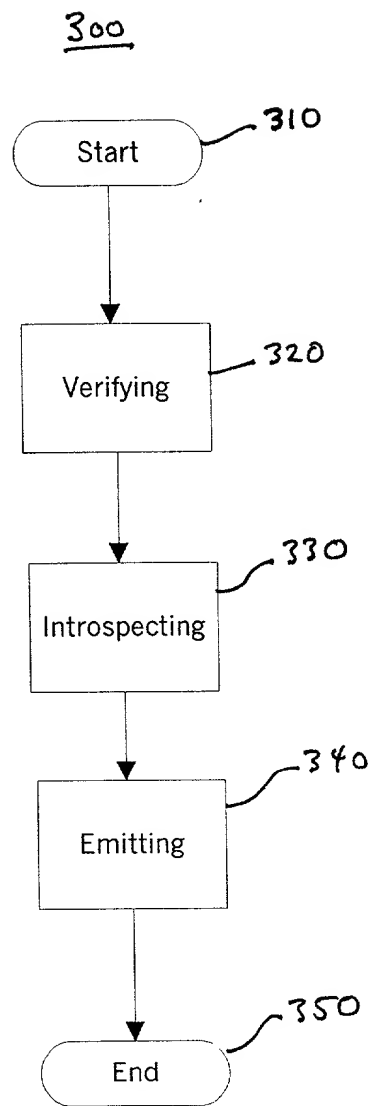 300
310
Start
320
Verifying
330
Introspecting
340
Emitting
350
End